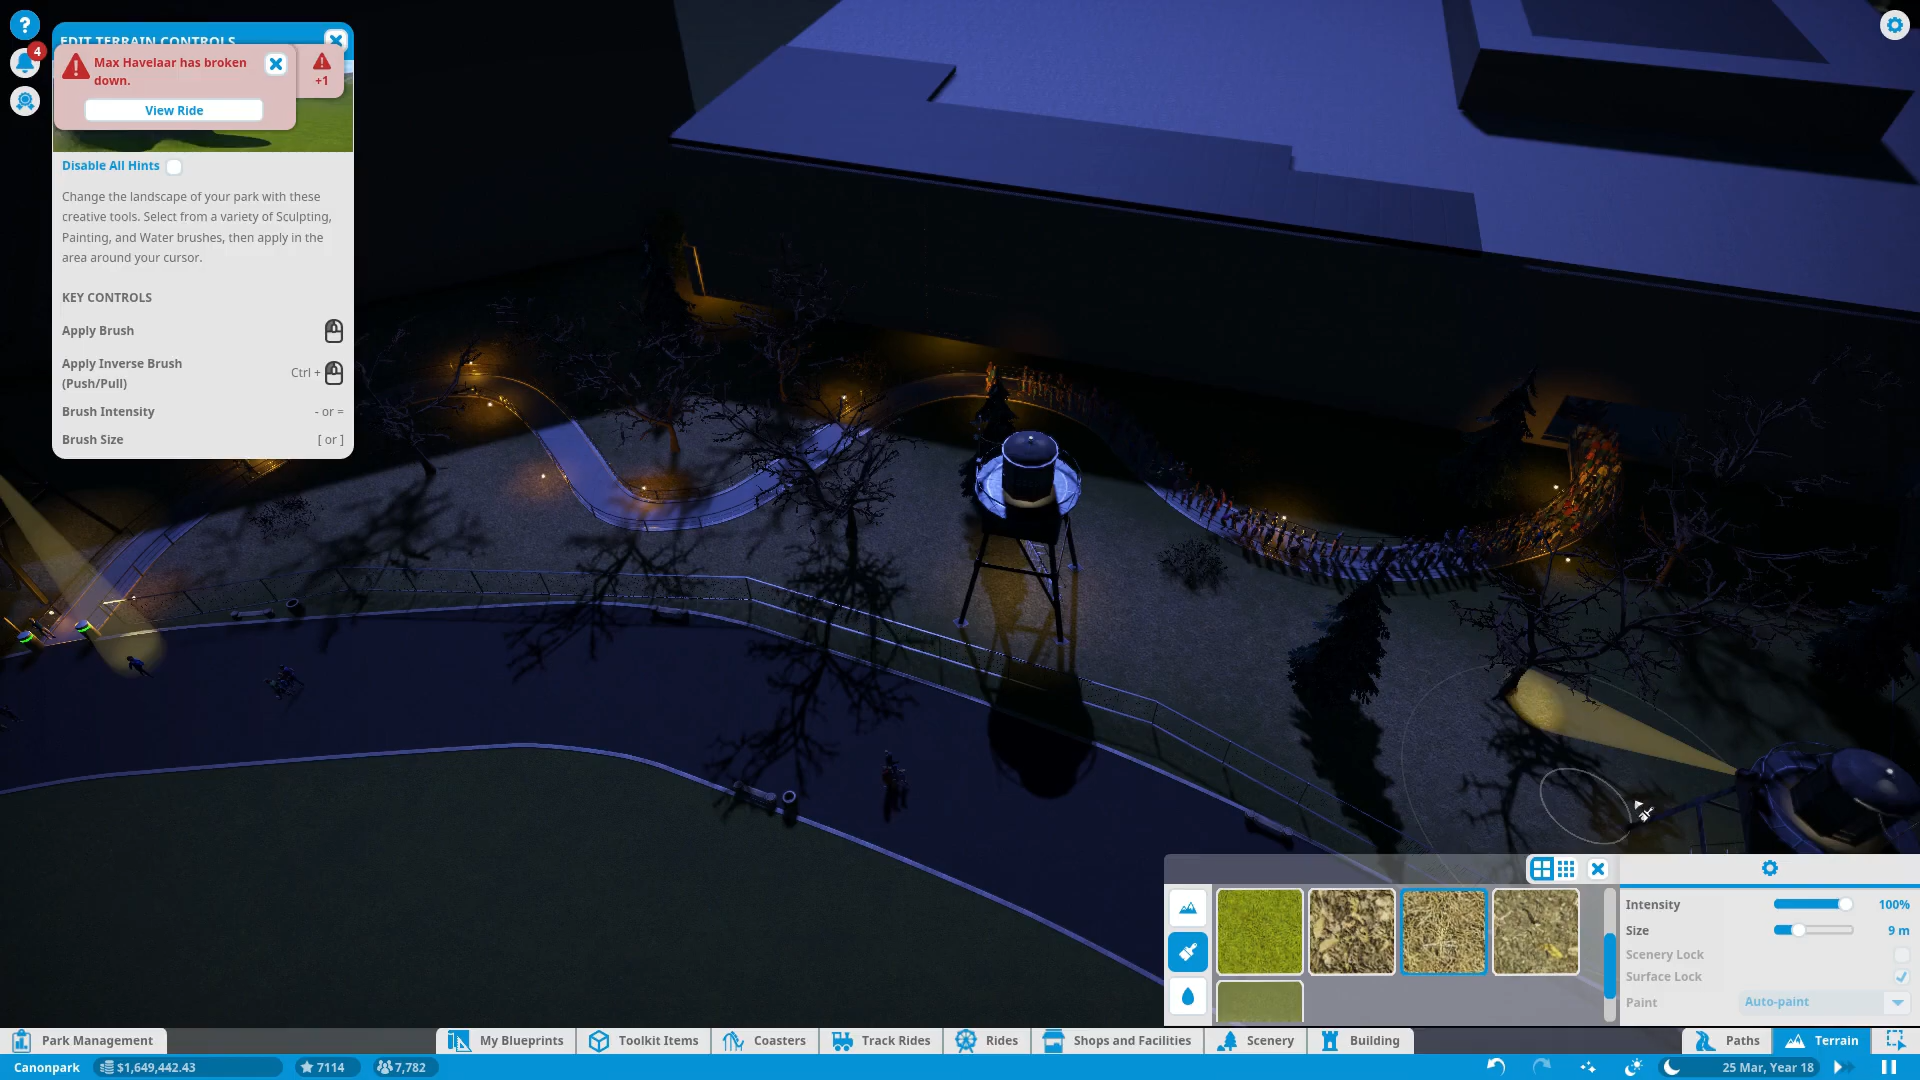 ?
4
EDIT TERRAIN CONTROLS
Max Havelaar has broken
down.
+1
View Ride
Disable All Hints
Change the landscape of your park with these
creative tools. Select from a variety of Sculpting,
Painting, and Water brushes, then apply in the
area around your cursor.
KEY CONTROLS
Apply Brush
Apply Inverse Brush
(Push/Pull)
Ctrl +
Brush Intensity
- or =
Brush Size
[ or ]
Intensity
100%
Size
9 m
Scenery Lock
Surface Lock
Paint
Auto-paint
Park Management
My Blueprints
Toolkit Items
Coasters
Track Rides
Rides
Shops and Facilities
Scenery
Building
Paths
Terrain
Canonpark
$1,649,442.43
7114
7,782
25 Mar, Year 18